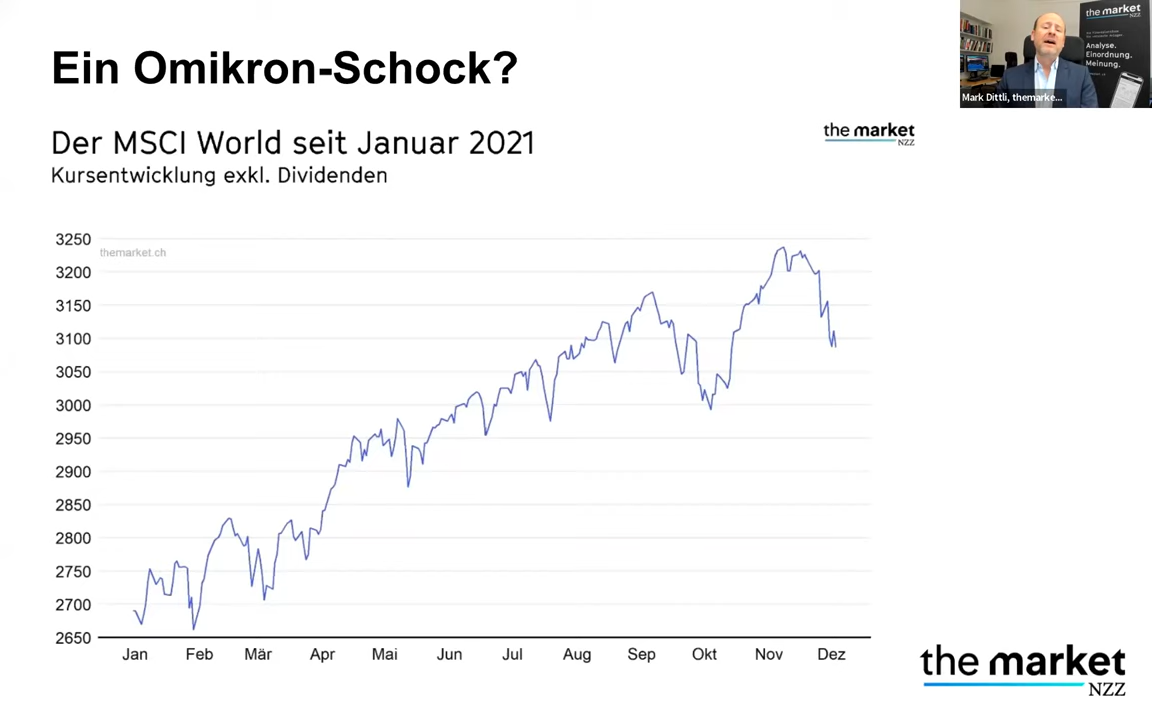 Ein Omikron-Schock?
Der MSCI World seit Januar 2021
Kursentwicklung exkl. Dividenden
the market
NZZ
themarket.ch
3250
3200
3150
3100
3050
3000
2950
2900
2850
2800
2750
2700
2650
Jan Feb Mär Apr Mai Jun Jul Aug Sep Okt Nov Dez
the market
NZZ
the market
NZZ
Analyse.
Einordnung,
Meinung.
Mark Dittli, themarke...